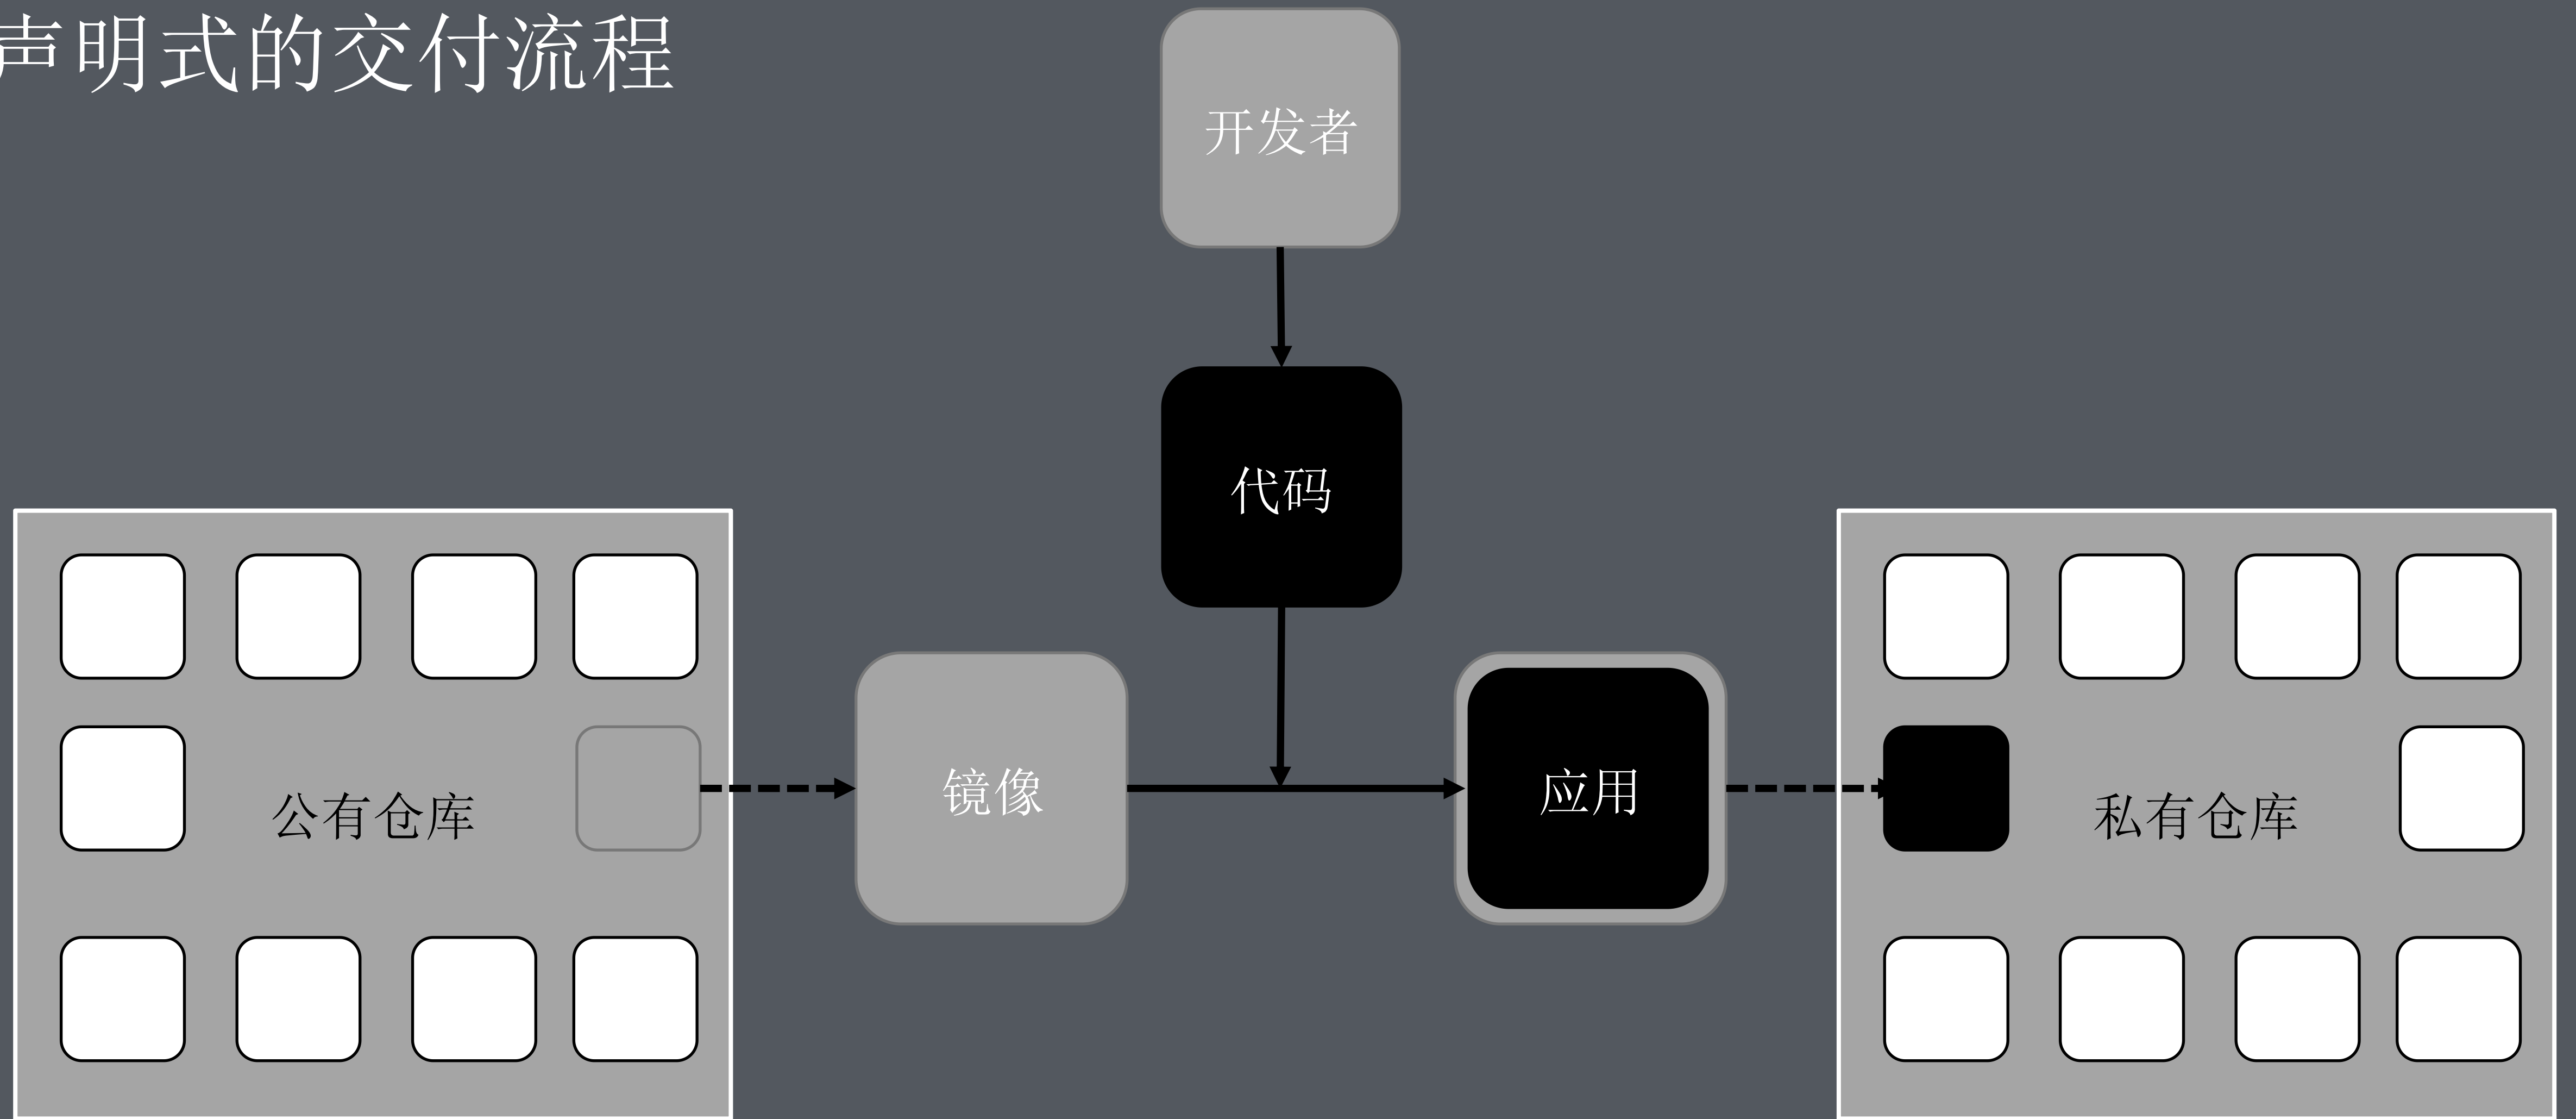 声明式的交付流程
开发者
代码
公有仓库
镜像
应用
私有仓库